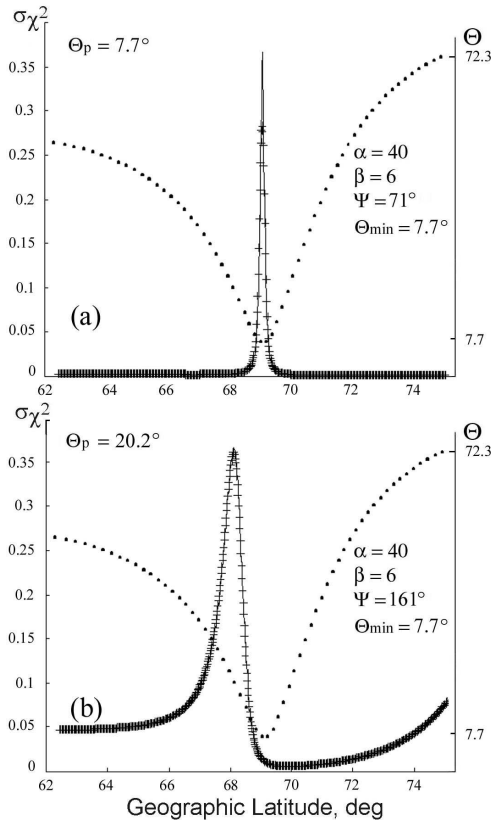 σχ²
Θp = 7.7°
Θ
0.35
72.3
0.3
0.25
α = 40
0.2
β = 6
Ψ = 71°
0.15
Θmin = 7.7°
0.1
(a)
0.05
7.7
0
62 64 66 68 70 72 74
σχ²
Θp = 20.2°
Θ
0.35
72.3
0.3
0.25
α = 40
0.2
β = 6
Ψ = 161°
0.15
Θmin = 7.7°
0.1
(b)
0.05
7.7
0
62 64 66 68 70 72 74
Geographic Latitude, deg